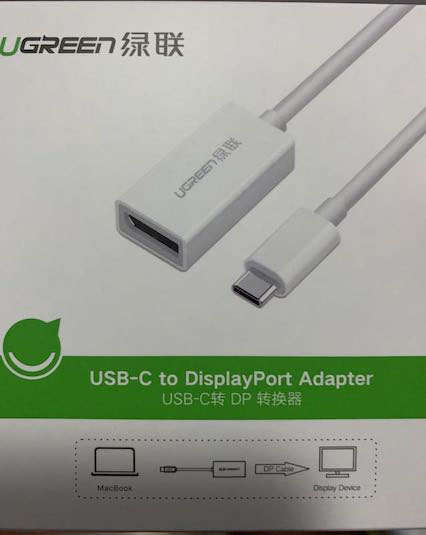 UGREEN 绿联
UGREEN 绿联
USB-C to DisplayPort Adapter
USB-C转 DP 转换器
DP Cable
MacBook
Display Device